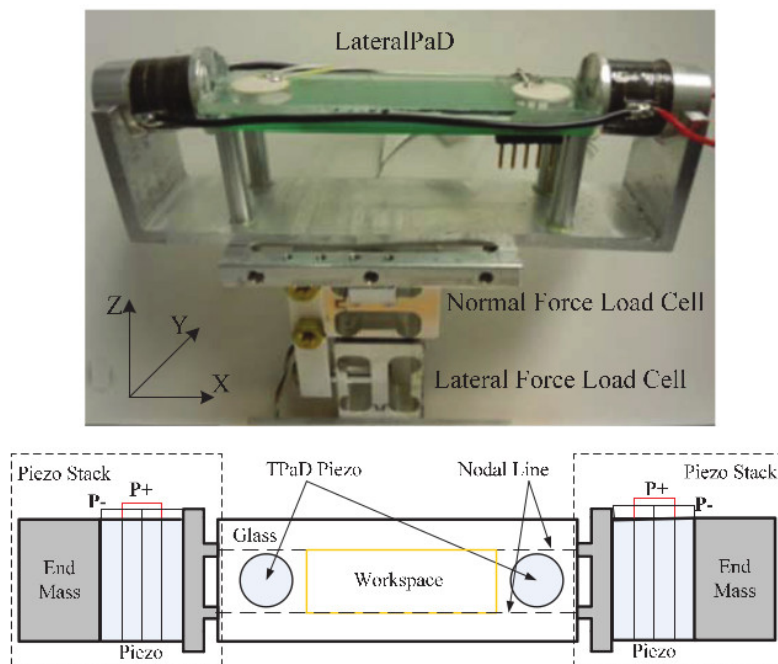 LateralPaD
Normal Force Load Cell
Lateral Force Load Cell
Z
Y
X
Piezo Stack
P-
P+
TPaD Piezo
Nodal Line
Piezo Stack
P+
P-
Glass
End
Mass
Workspace
End
Mass
Piezo
Piezo